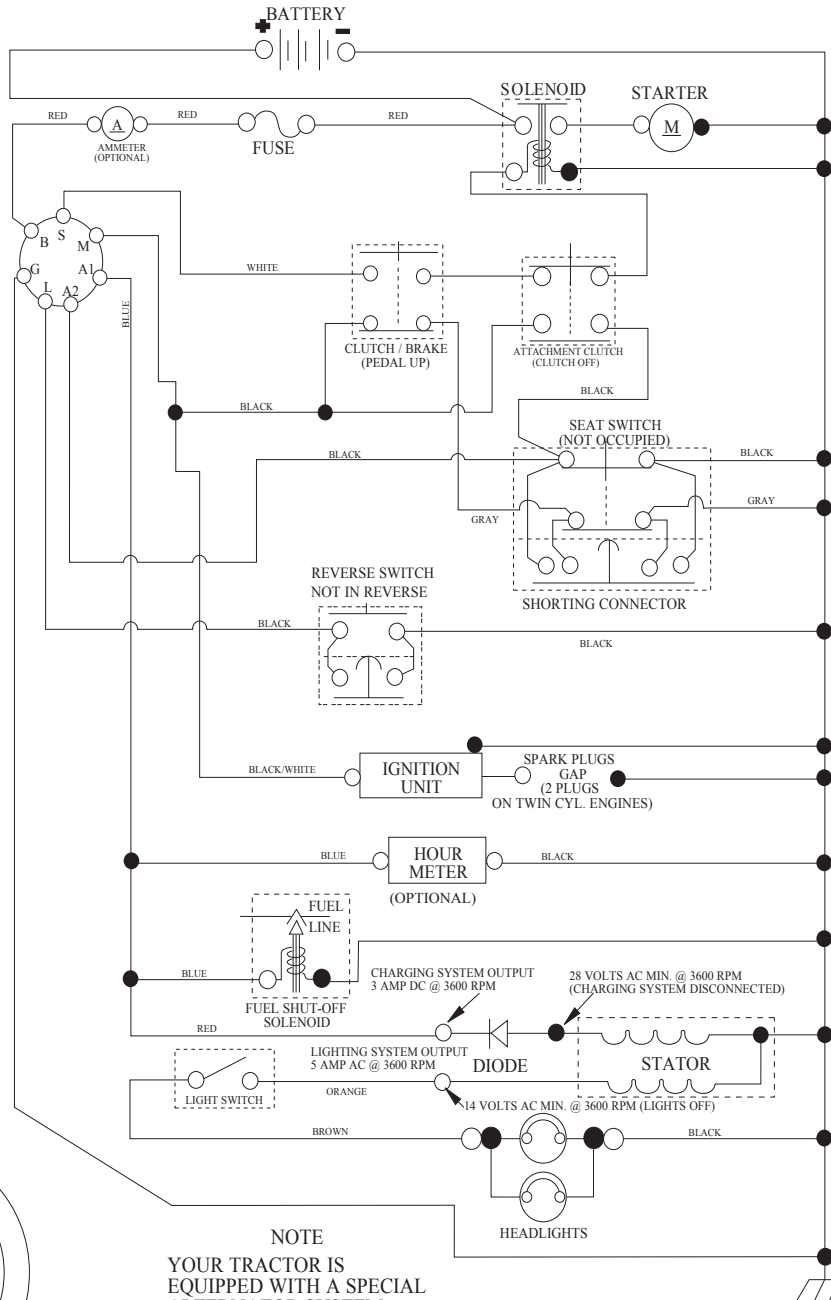 BATTERY
SOLENOID
STARTER
RED
A
RED
RED
M
AMMETER
(OPTIONAL)
FUSE
B
S
M
G
A1
L
A2
WHITE
BLUE
CLUTCH / BRAKE
(PEDAL UP)
ATTACHMENT CLUTCH
(CLUTCH OFF)
BLACK
BLACK
SEAT SWITCH
(NOT OCCUPIED)
BLACK
BLACK
GRAY
GRAY
SHORTING CONNECTOR
REVERSE SWITCH
NOT IN REVERSE
BLACK
BLACK
BLACK/WHITE
IGNITION
UNIT
SPARK PLUGS
GAP
(2 PLUGS
ON TWIN CYL. ENGINES)
BLUE
HOUR
METER
BLACK
(OPTIONAL)
FUEL
LINE
BLUE
FUEL SHUT-OFF
SOLENOID
CHARGING SYSTEM OUTPUT
3 AMP DC @ 3600 RPM
28 VOLTS AC MIN. @ 3600 RPM
(CHARGING SYSTEM DISCONNECTED)
RED
DIODE
STATOR
LIGHTING SYSTEM OUTPUT
5 AMP AC @ 3600 RPM
LIGHT SWITCH
ORANGE
14 VOLTS AC MIN. @ 3600 RPM (LIGHTS OFF)
BROWN
BLACK
HEADLIGHTS
NOTE
YOUR TRACTOR IS
EQUIPPED WITH A SPECIAL